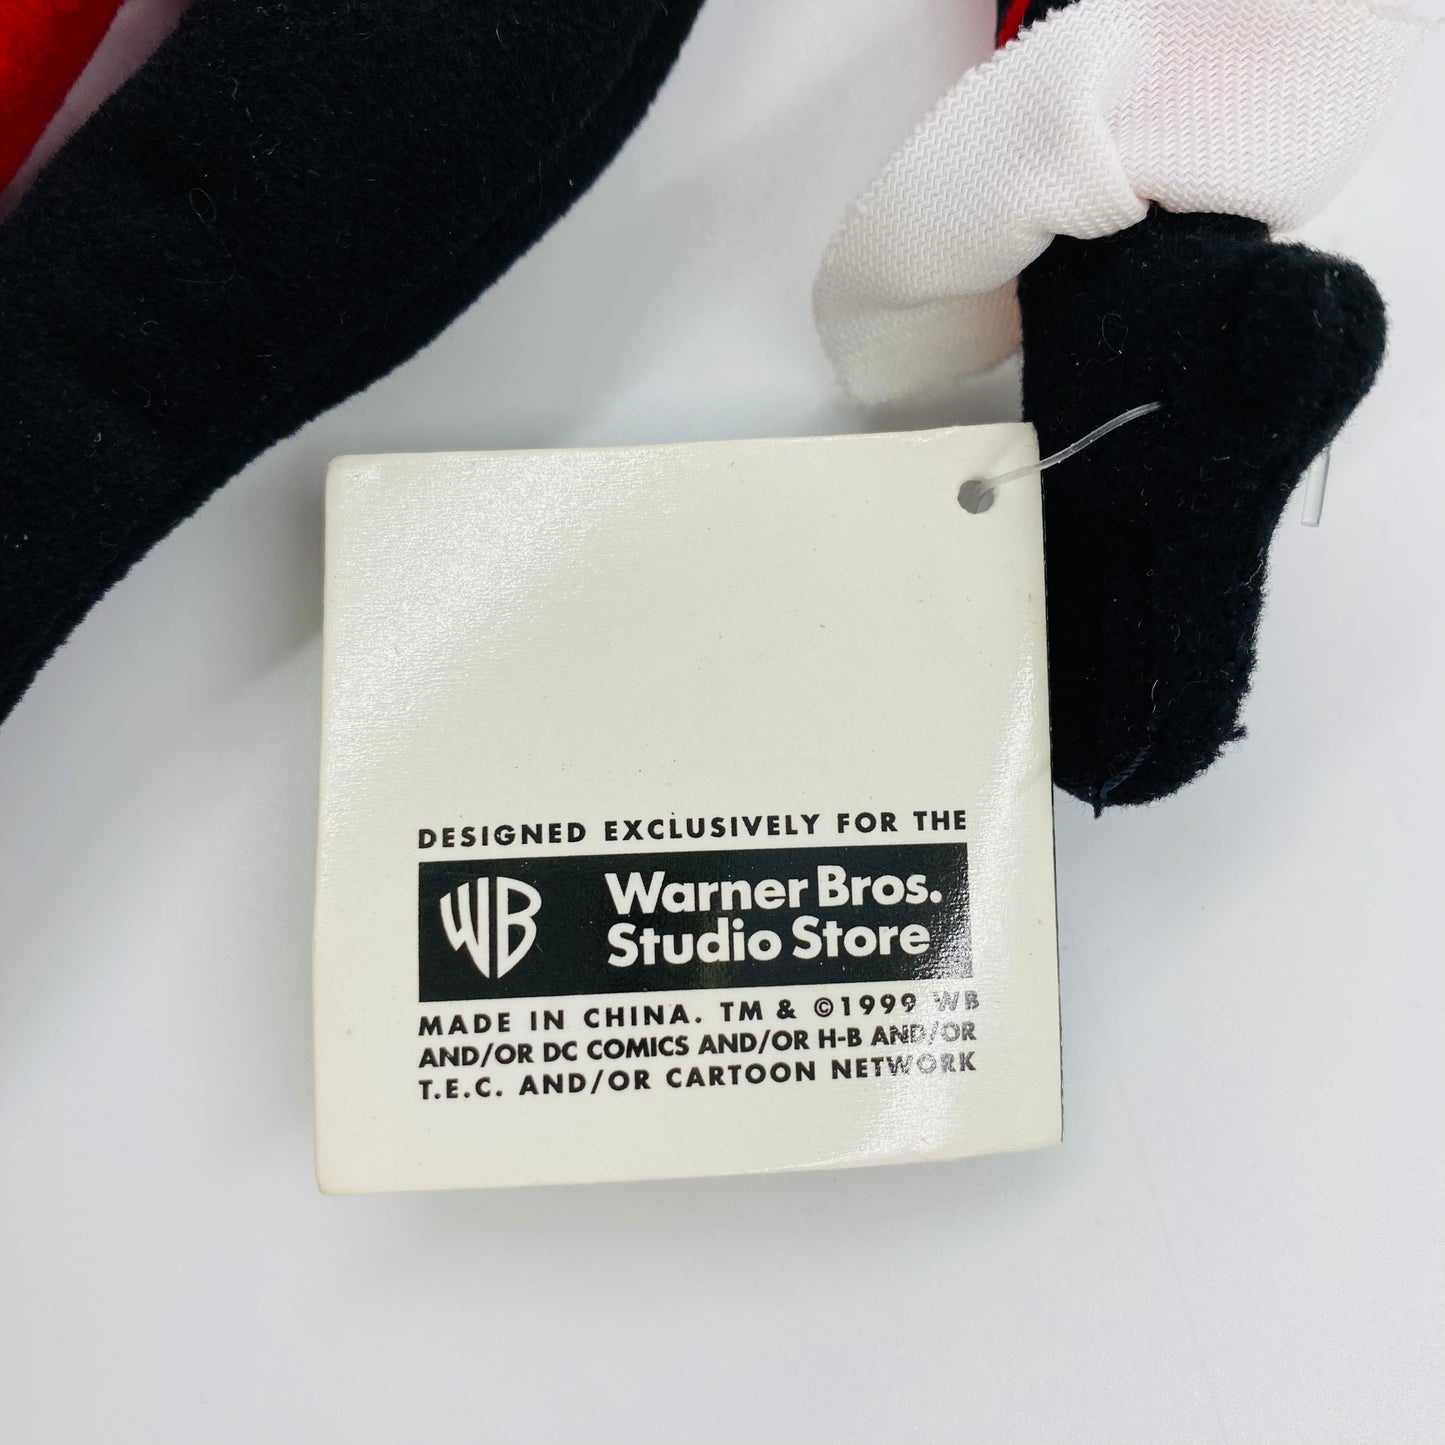 DESIGNED EXCLUSIVELY FOR THE
WB Warner Bros.
Studio Store
MADE IN CHINA. TM & ©1999 WB
AND/OR DC COMICS AND/OR H-B AND/OR
T.E.C. AND/OR CARTOON NETWORK